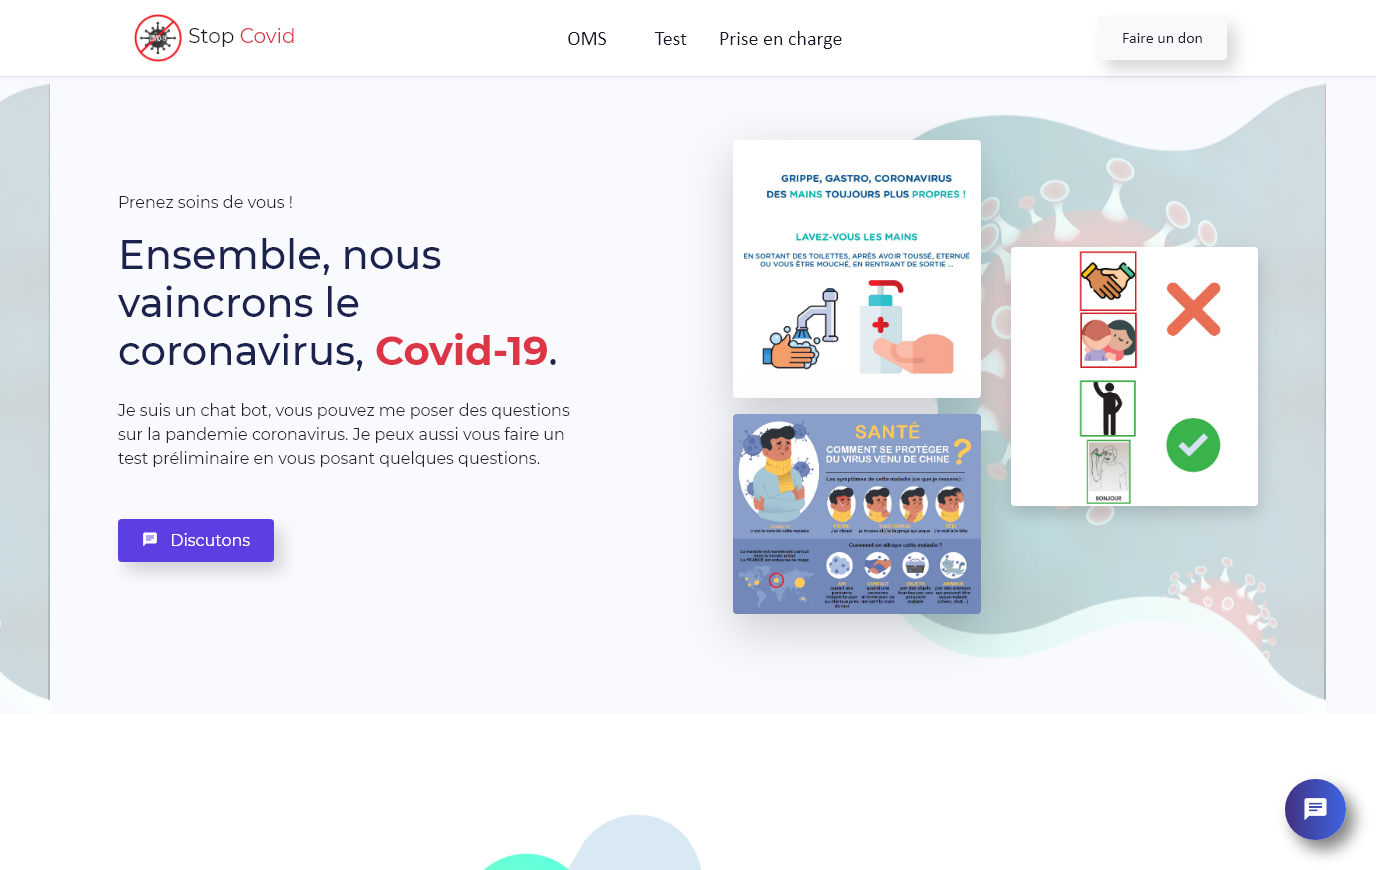 Stop Covid
OMS
Test
Prise en charge
Faire un don
Prenez soins de vous !
Ensemble, nous
vaincrons le
coronavirus, Covid-19.
Je suis un chat bot, vous pouvez me poser des questions
sur la pandemie coronavirus. Je peux aussi vous faire un
test préliminaire en vous posant quelques questions.
Discutons
GRIPPE, GASTRO, CORONAVIRUS
DES MAINS TOUJOURS PLUS PROPRES !
LAVEZ-VOUS LES MAINS
EN SORTANT DES TOILETTES, APRÈS AVOIR TOUSSÉ, ETERNUÉ
OU VOUS ÊTRE MOUCHÉ, EN RENTRANT DE SORTIE ...
SANTÉ
COMMENT SE PROTÉGER
DU VIRUS VENU DE CHINE ?
Les symptômes de cette maladie (ce que je ressens) :
Comment on attrape cette maladie ?
AIR
CONTACT
OBJETS
ANIMAUX
BONJOUR